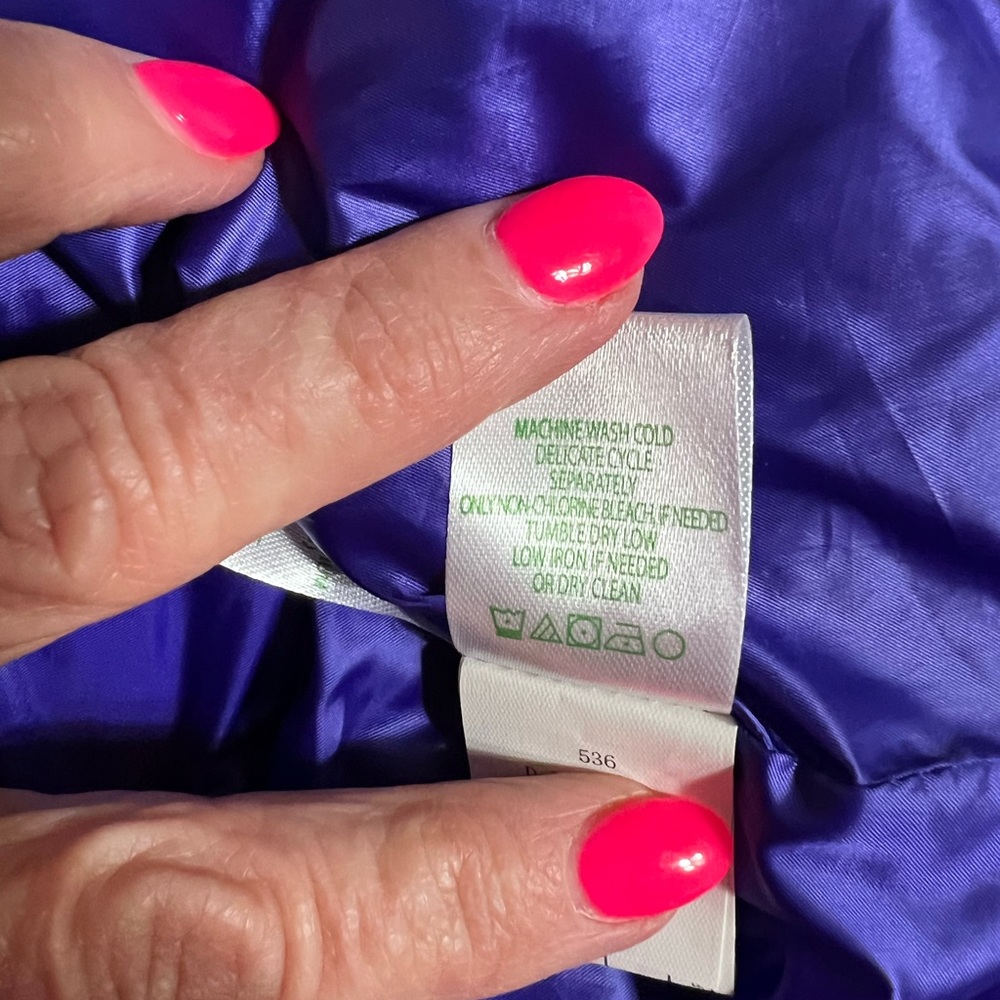 MACHINE WASH COLD
DELICATE CYCLE
SEPARATELY
ONLY NON-CHLORINE BLEACH, IF NEEDED
TUMBLE DRY LOW
LOW IRON, IF NEEDED
OR DRY CLEAN
536